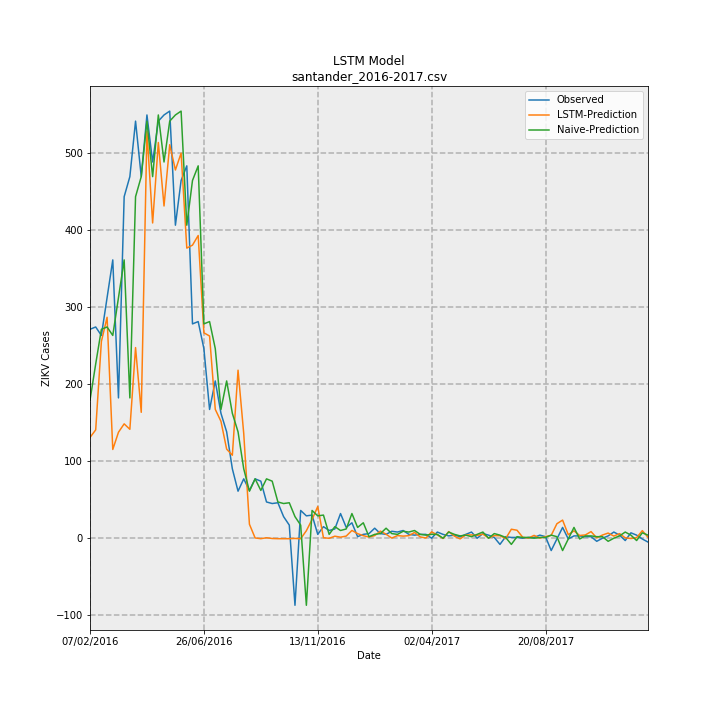 LSTM Model
santander_2016-2017.csv
Observed
LSTM-Prediction
Naive-Prediction
500
400
300
200
100
0
−100
ZIKV Cases
07/02/2016 26/06/2016 13/11/2016 02/04/2017 20/08/2017
Date